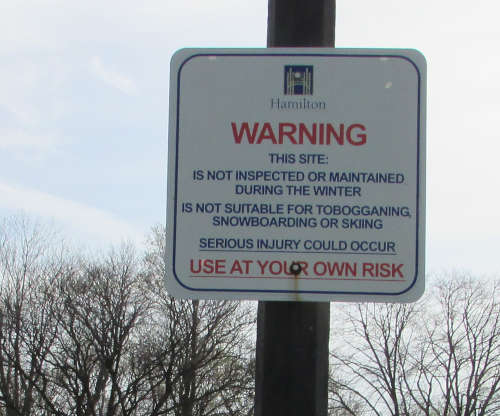 Hamilton
WARNING
THIS SITE:
IS NOT INSPECTED OR MAINTAINED
DURING THE WINTER
IS NOT SUITABLE FOR TOBOGGANING,
SNOWBOARDING OR SKIING
SERIOUS INJURY COULD OCCUR
USE AT YOUR OWN RISK